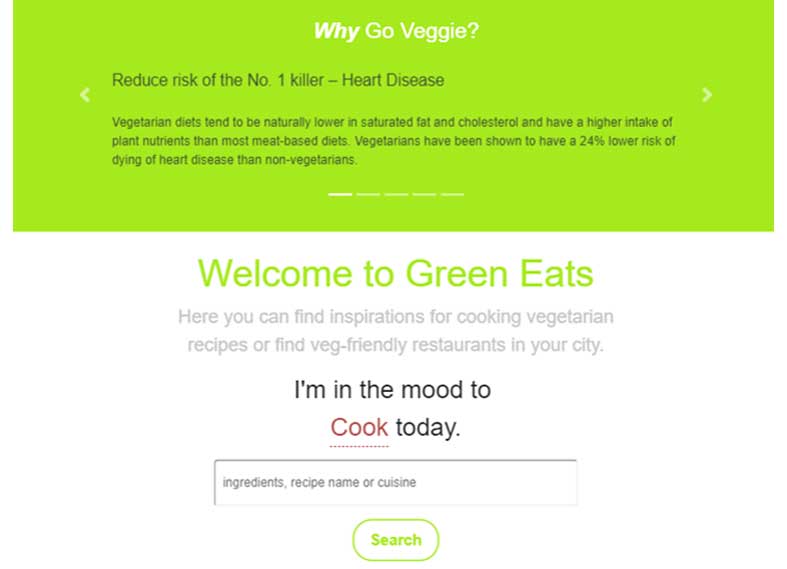 Why Go Veggie?
Reduce risk of the No. 1 killer – Heart Disease
Vegetarian diets tend to be naturally lower in saturated fat and cholesterol and have a higher intake of
plant nutrients than most meat-based diets. Vegetarians have been shown to have a 24% lower risk of
dying of heart disease than non-vegetarians.
Welcome to Green Eats
Here you can find inspirations for cooking vegetarian
recipes or find veg-friendly restaurants in your city.
I'm in the mood to
Cook today.
ingredients, recipe name or cuisine
Search